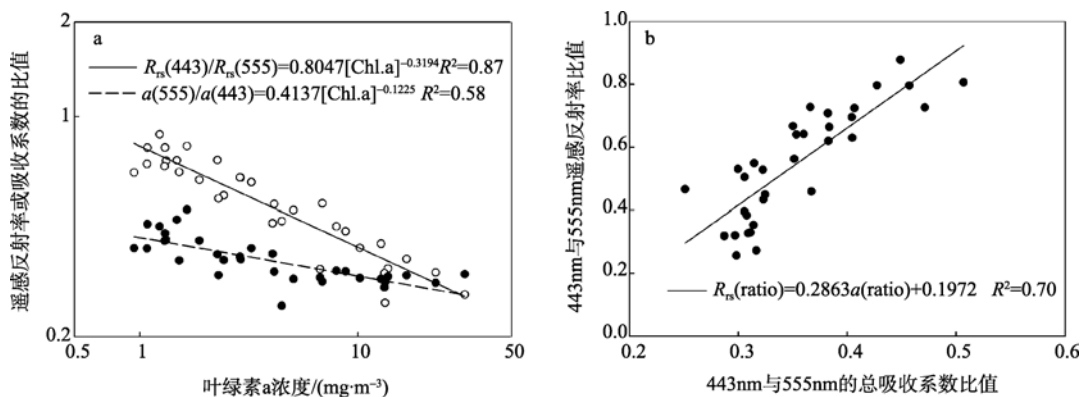 2
1
0.2
遥感反射率或吸收系数的比值
a
Rrs(443)/Rrs(555)=0.8047[Chl.a]−0.3194 R2=0.87
a(555)/a(443)=0.4137[Chl.a]−0.1225 R2=0.58
0.5 1 10 50
叶绿素a浓度/(mg·m−3)
1.0
0.8
0.6
0.4
0.2
0.0
443nm与555nm遥感反射率比值
b
Rrs(ratio)=0.2863a(ratio)+0.1972 R2=0.70
0.2 0.3 0.4 0.5 0.6
443nm与555nm的总吸收系数比值